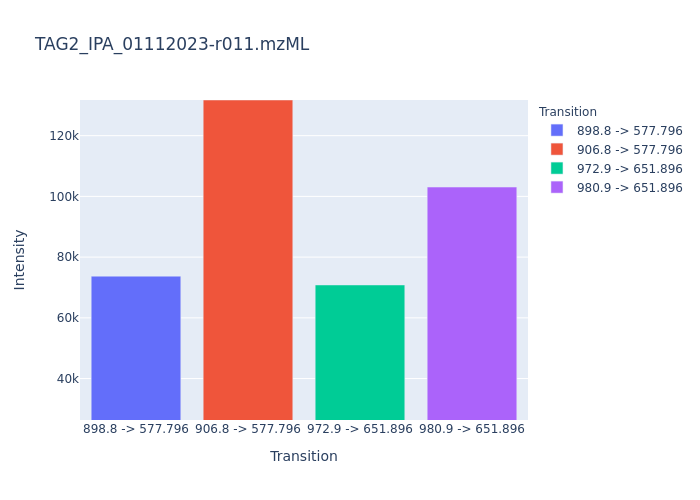 TAG2_IPA_01112023-r011.mzML
Transition
898.8 -> 577.796
906.8 -> 577.796
972.9 -> 651.896
980.9 -> 651.896
120k
100k
80k
60k
40k
Intensity
898.8 -> 577.796 906.8 -> 577.796 972.9 -> 651.896 980.9 -> 651.896
Transition